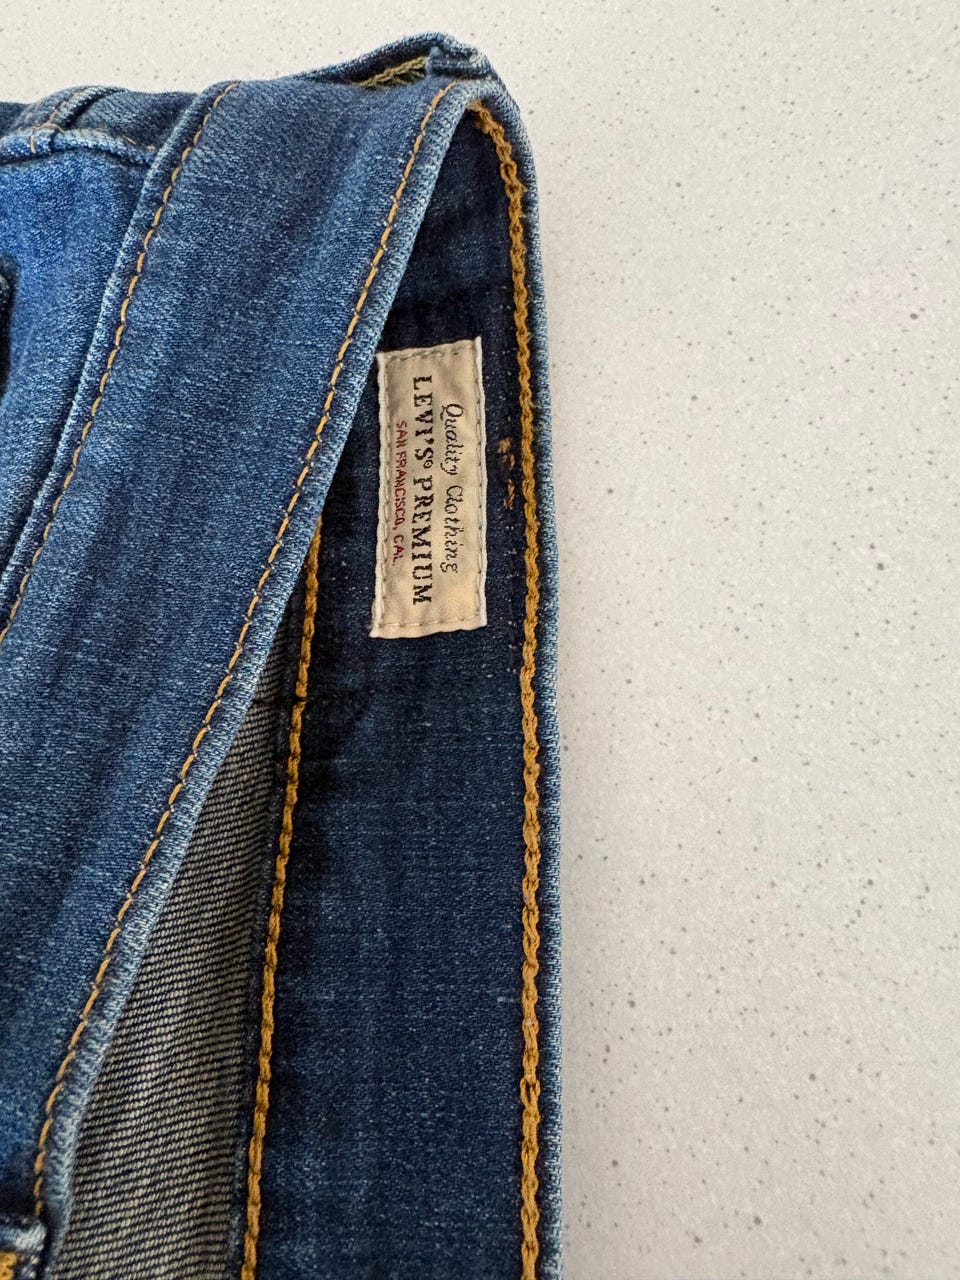 Quality Clothing
LEVI'S® PREMIUM
SAN FRANCISCO, CAL.